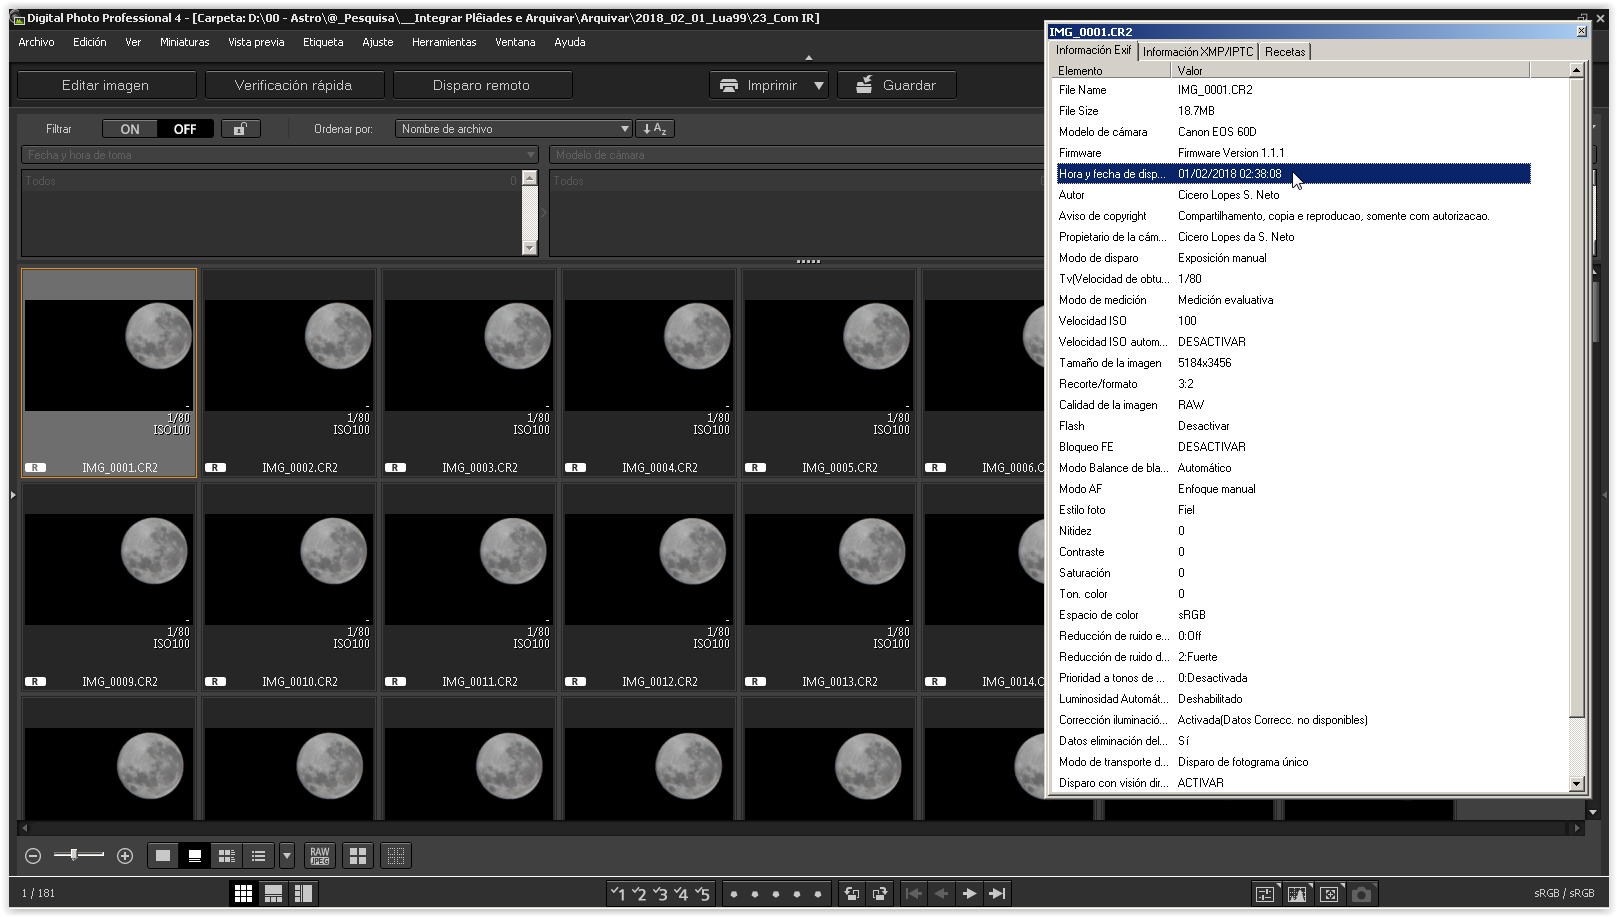 Digital Photo Professional 4 - [Carpeta: D:\00 - Astro\@_Pesquisa\__Integrar Plêiades e Arquivar\Arquivar\2018_02_01_Lua99\23_Com IR]
Archivo Edición Ver Miniaturas Vista previa Etiqueta Ajuste Herramientas Ventana Ayuda
Editar imagen Verificación rápida Disparo remoto Imprimir Guardar
Filtrar ON OFF Ordenar por: Nombre de archivo A Z
Fecha y hora de toma Modelo de cámara
Todos 0 Todos
1/80 1/80 1/80 1/80 1/80
ISO100 ISO100 ISO100 ISO100 ISO100
R IMG_0001.CR2 R IMG_0002.CR2 R IMG_0003.CR2 R IMG_0004.CR2 R IMG_0005.CR2 R IMG_0006.C
1/80 1/80 1/80 1/80 1/80
ISO100 ISO100 ISO100 ISO100 ISO100
R IMG_0009.CR2 R IMG_0010.CR2 R IMG_0011.CR2 R IMG_0012.CR2 R IMG_0013.CR2 R IMG_0014.C
RAW
JPEG
1 / 181 1 2 3 4 5 sRGB / sRGB
IMG_0001.CR2
Información Exif Información XMP/IPTC Recetas
Elemento Valor
File Name IMG_0001.CR2
File Size 18.7MB
Modelo de cámara Canon EOS 60D
Firmware Firmware Version 1.1.1
Hora y fecha de disp... 01/02/2018 02:38:08
Autor Cicero Lopes S. Neto
Aviso de copyright Compartilhamento, copia e reproducao, somente com autorizacao.
Propietario de la cám... Cicero Lopes da S. Neto
Modo de disparo Exposición manual
Tv(Velocidad de obtu... 1/80
Modo de medición Medición evaluativa
Velocidad ISO 100
Velocidad ISO autom... DESACTIVAR
Tamaño de la imagen 5184x3456
Recorte/formato 3:2
Calidad de la imagen RAW
Flash Desactivar
Bloqueo FE DESACTIVAR
Modo Balance de bla... Automático
Modo AF Enfoque manual
Estilo foto Fiel
Nitidez 0
Contraste 0
Saturación 0
Ton. color 0
Espacio de color sRGB
Reducción de ruido e... 0:Off
Reducción de ruido d... 2:Fuerte
Prioridad a tonos de ... 0:Desactivada
Luminosidad Automát... Deshabilitado
Corrección iluminació... Activada(Datos Correcc. no disponibles)
Datos eliminación del... Sí
Modo de transporte d... Disparo de fotograma único
Disparo con visión dir... ACTIVAR